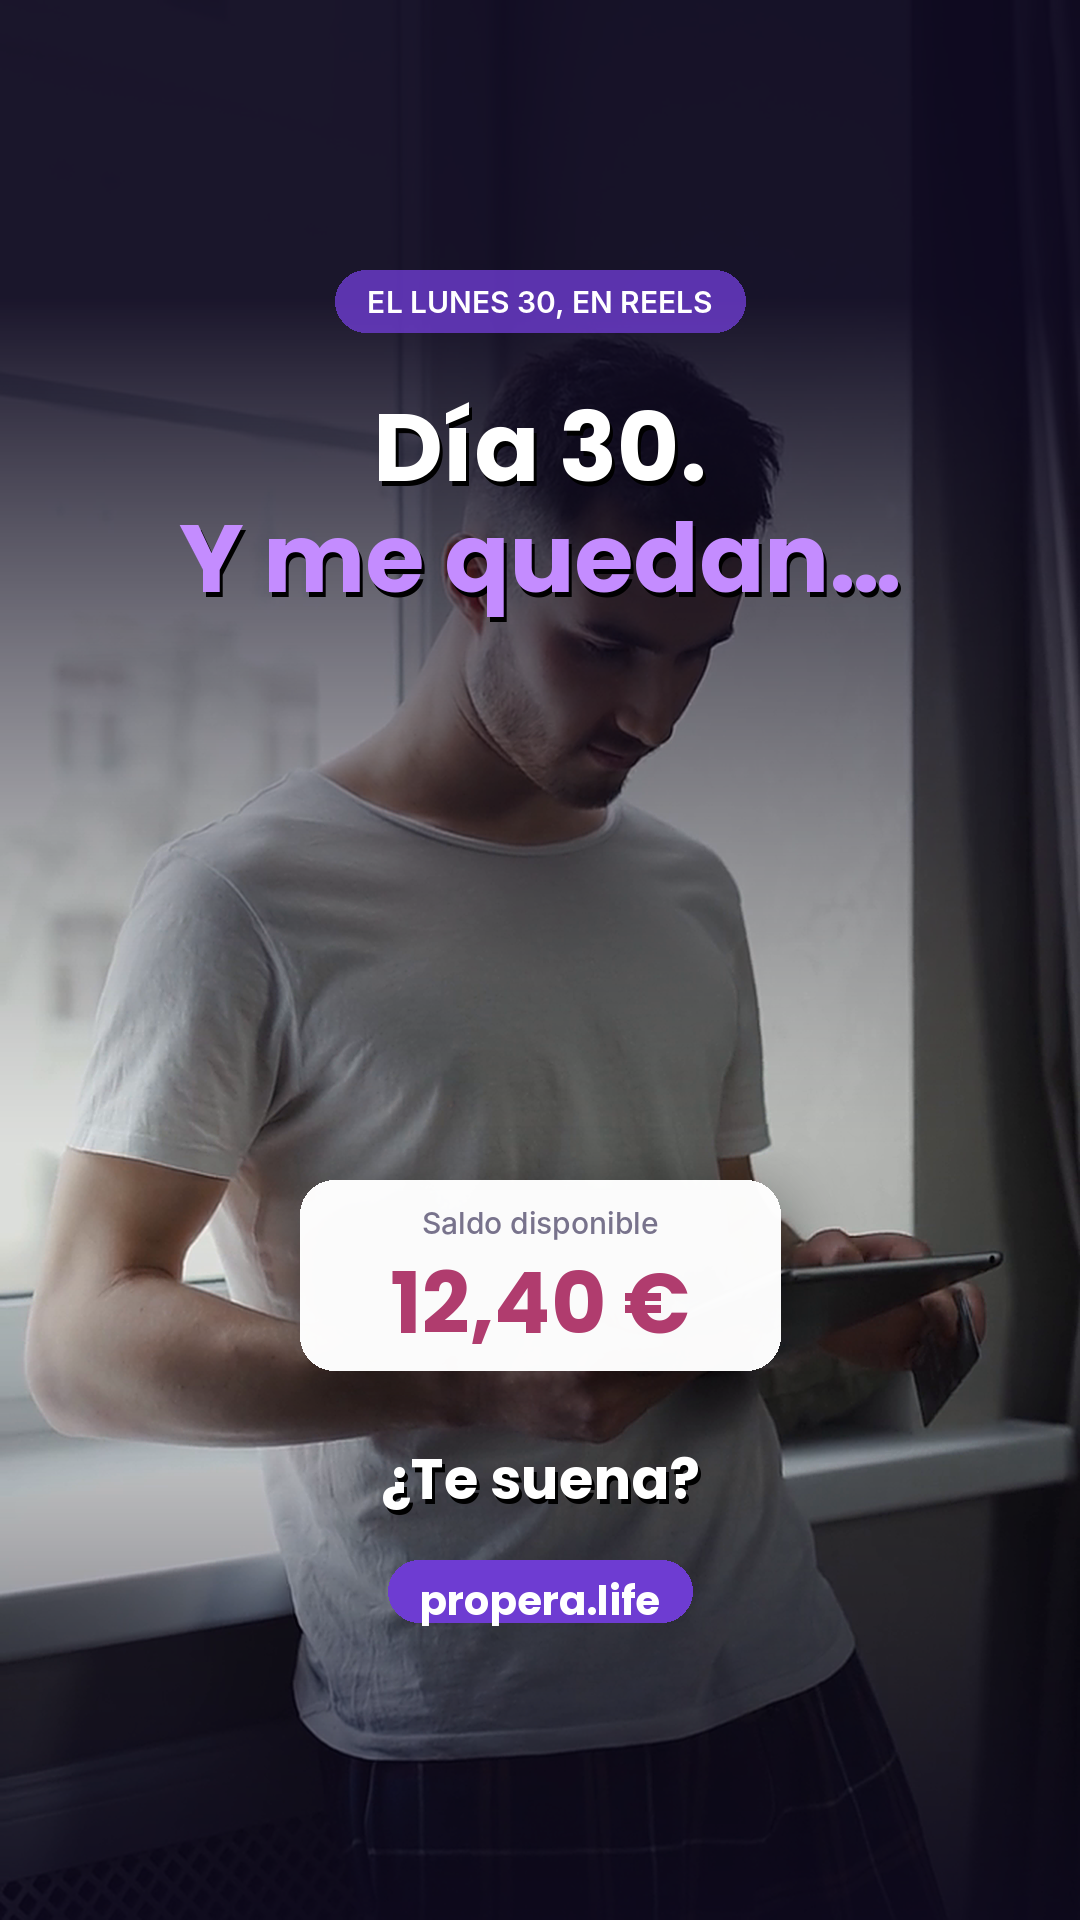 EL LUNES 30, EN REELS
Día 30.
Y me quedan...
Saldo disponible
12,40 €
¿Te suena?
propera.life